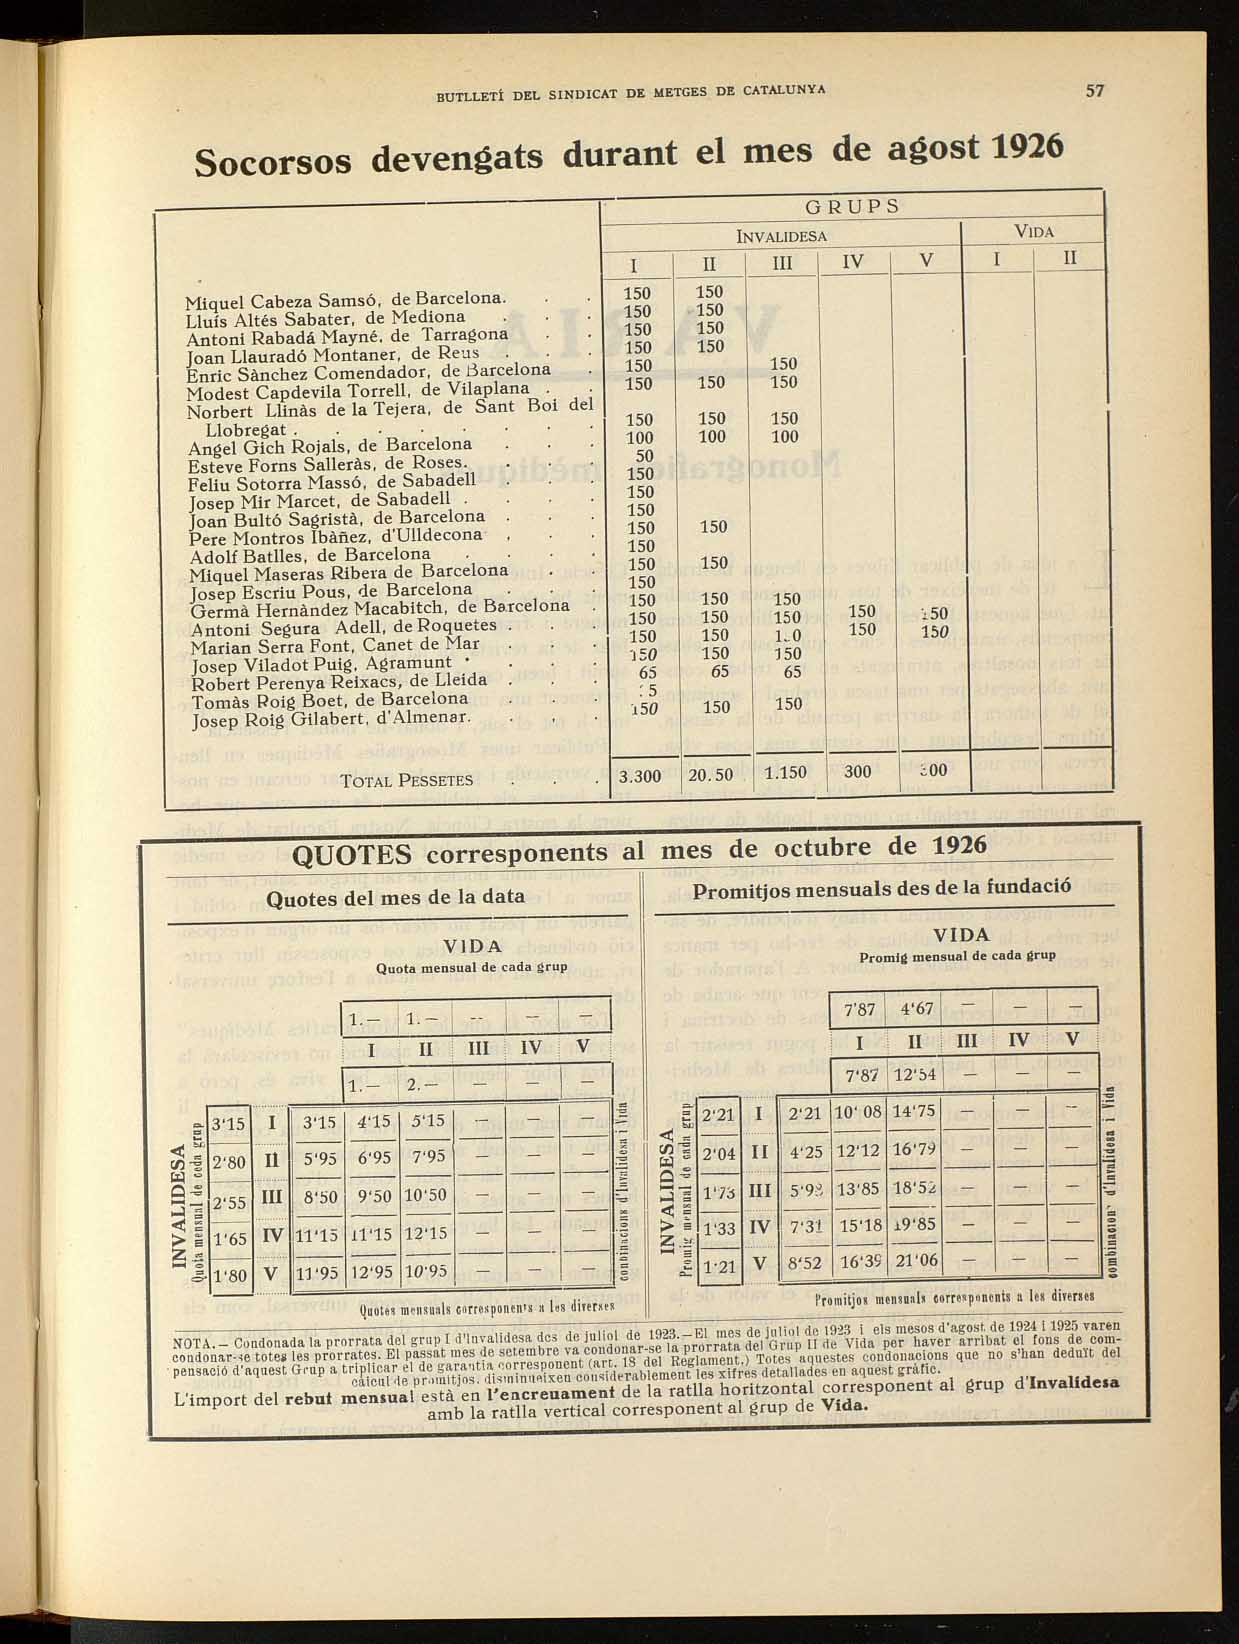 BUTLLETÍ DEL SINDICAT DE METGES DE CATALUNYA 57
Socorsos devengats durant el mes de agost 1926
GRUPS
INVALIDESA VIDA
I II III IV V I II
Miquel Cabeza Samsó, de Barcelona. 150 150
Lluís Altés Sabater, de Mediona 150 150
Antoni Rabadá Mayné, de Tarragona 150 150
Joan Llauradó Montaner, de Reus 150 150
Enric Sànchez Comendador, de Barcelona 150 150
Modest Capdevila Torrell, de Vilaplana 150 150 150
Norbert Llinàs de la Tejera, de Sant Boi del
Llobregat 150 150 150
Angel Gich Rojals, de Barcelona 100 100 100
Esteve Forns Salleràs, de Roses. 50
Feliu Sotorra Massó, de Sabadell 150
Josep Mir Marcet, de Sabadell 150
Joan Bultó Sagristà, de Barcelona 150
Pere Montros Ibàñez, d'Ulldecona 150 150
Adolf Batlles, de Barcelona 150
Miquel Maseras Ribera de Barcelona 150 150
Josep Escriu Pous, de Barcelona 150
Germà Hernàndez Macabitch, de Barcelona 150 150 150
Antoni Segura Adell, de Roquetes 150 150 150 150 150
Marian Serra Font, Canet de Mar 150 150 150 150
Josep Viladot Puig, Agramunt 150 150 150
Robert Perenya Reixacs, de Lleida 65 65 65
Tomàs Roig Boet, de Barcelona 5
Josep Roig Gilabert, d'Almenar. 150 150 150
TOTAL PESSETES 3.300 20.50 1.150 300 00
QUOTES corresponents al mes de octubre de 1926
Quotes del mes de la data
VIDA
Quota mensual de cada grup
1.— 1.— -- — —
I II III IV V
1.— 2.— — — —
INVALIDESA
Quota mensual de cada grup
3'15 I 3'15 4'15 5'15 — — —
2'80 II 5'95 6'95 7'95 — — —
2'55 III 8'50 9'50 10'50 — — —
1'65 IV 11'15 11'15 12'15 — — —
1'80 V 11'95 12'95 10'95 — — —
combinacions d'Invalidesa i Vida
Quotes mensuals corresponents a les diverses
Promitjos mensuals des de la fundació
VIDA
Promig mensual de cada grup
7'87 4'67 — — —
I II III IV V
7'87 12'54 — — —
INVALIDESA
Promig mensual de cada grup
2'21 I 2'21 10'08 14'75 — — --
2'04 II 4'25 12'12 16'79 — — —
1'73 III 5'93 13'85 18'52 — — —
1'33 IV 7'31 15'18 19'85 — — —
1'21 V 8'52 16'39 21'06 — — —
combinacion' d'Invalidesa i Vida
Promitjos mensuals corresponents a les diverses
NOTA.— Condonada la prorrata del grup I d'Invalidesa des de juliol de 1923.—El mes de juliol de 1923 i els mesos d'agost de 1924 i 1925 varen
condonar-se totes les prorrates. El passat mes de setembre va condonar-se la prorrata del Grup II de Vida per haver arribat el fons de com-
pensació d'aquest Grup a triplicar el de garantia corresponent (art. 18 del Reglament.) Totes aquestes condonacions que no s'han deduït del
càlcul de promitjos, disminueixen considerablement les xifres detallades en aquest gràfic.
L'import del rebut mensual està en l'encreuament de la ratlla horitzontal corresponent al grup d'Invalidesa
amb la ratlla vertical corresponent al grup de Vida.